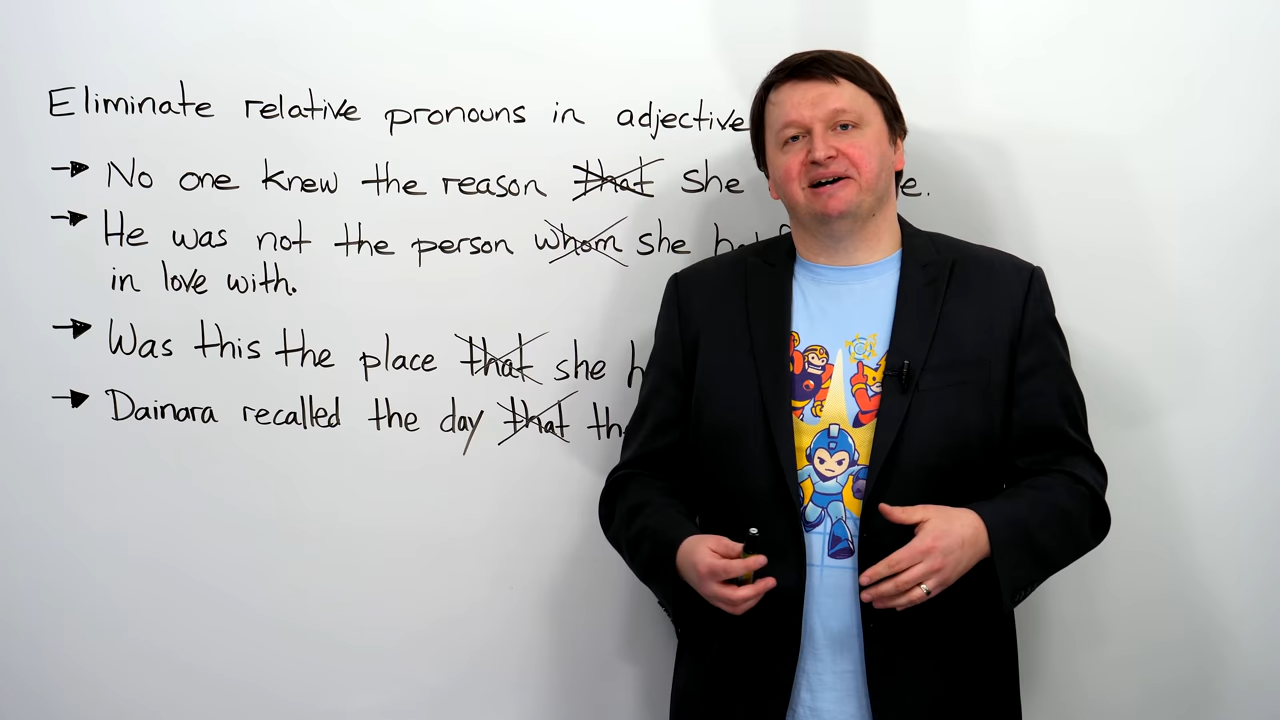 Eliminate relative pronouns in adjective
→ No one knew the reason that she
→ He was not the person whom she
in love with.
→ Was this the place that she
→ Dainara recalled the day that